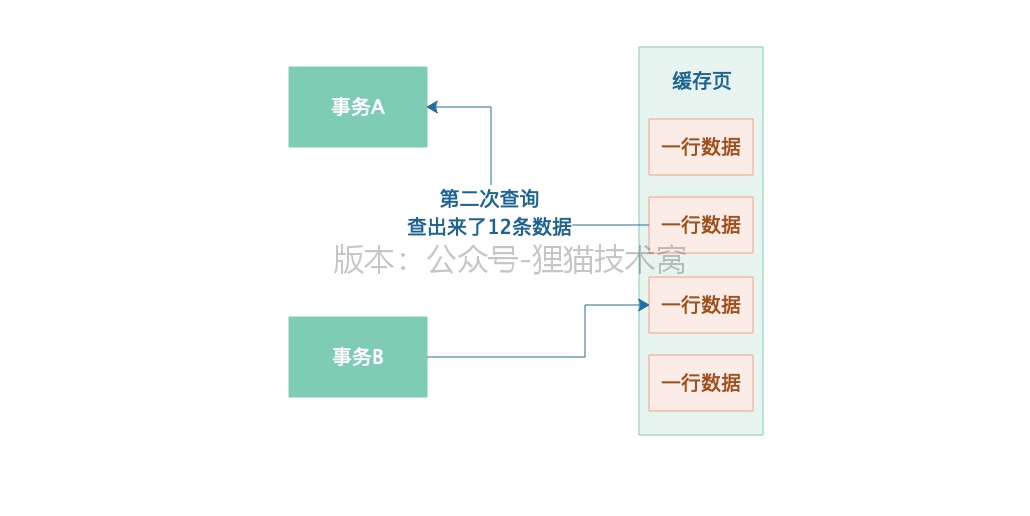 缓存页
事务A
一行数据
第二次查询
查出来了12条数据
一行数据
版本：公众号-狸猫技术窝
一行数据
事务B
一行数据